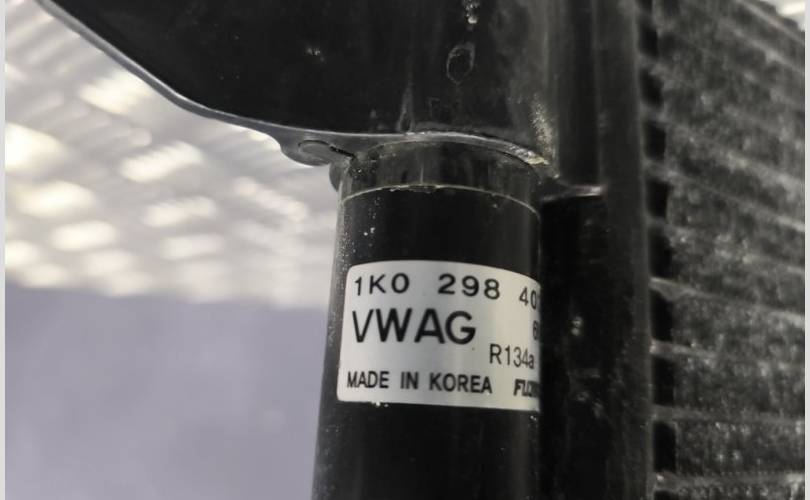 1K0 298 40
VWAG
R134a
MADE IN KOREA